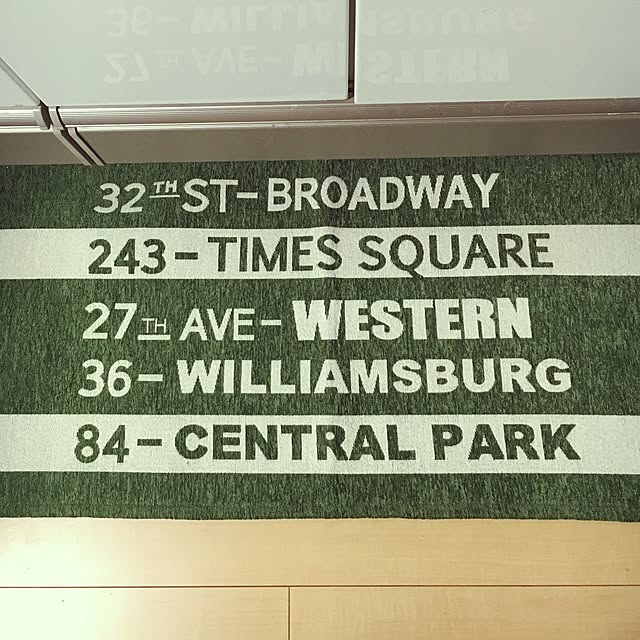 32TH ST-BROADWAY
243-TIMES SQUARE
27TH AVE-WESTERN
36-WILLIAMSBURG
84-CENTRAL PARK